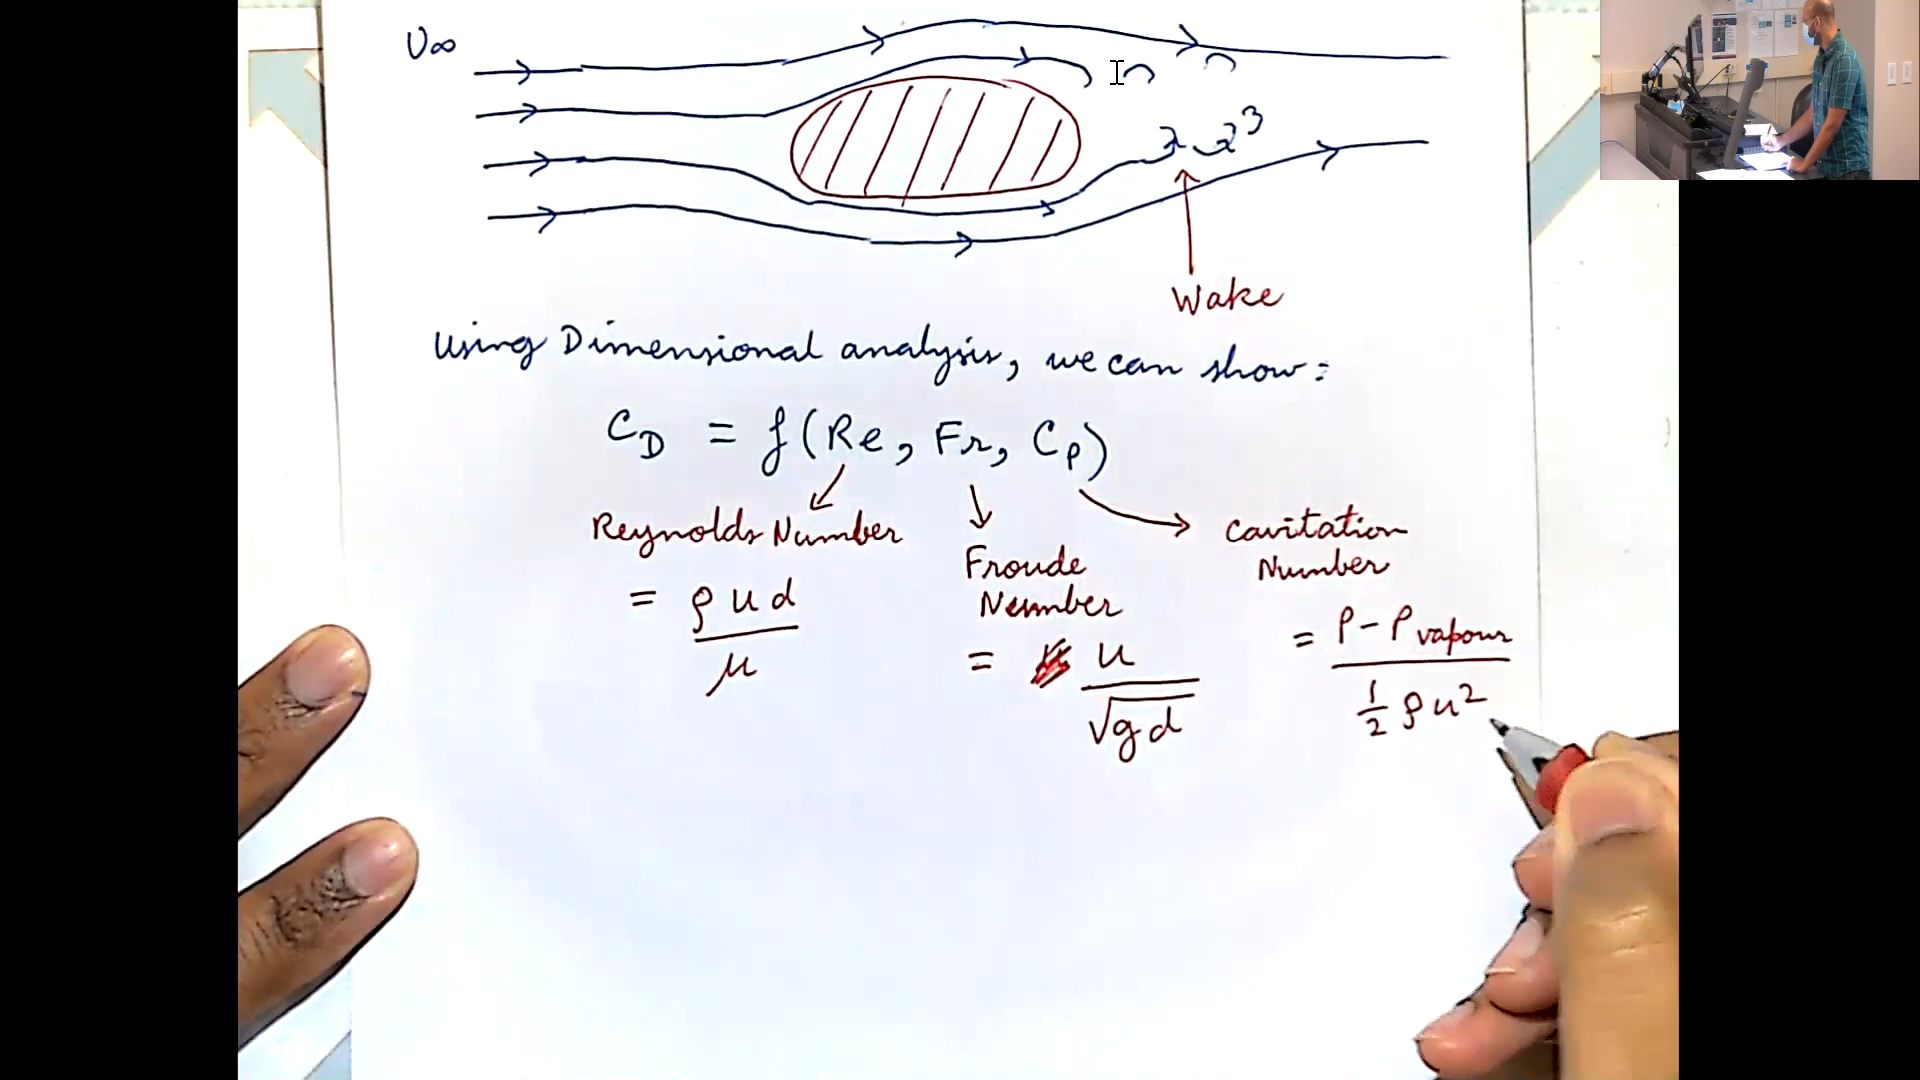 U∞
Wake
Using Dimensional analysis, we can show:
C_D = f(Re, Fr, C_P)
Reynolds Number
= ρud/μ
Froude
Number
= u/√gd
Cavitation
Number
= P - P_vapour / ½ρu²